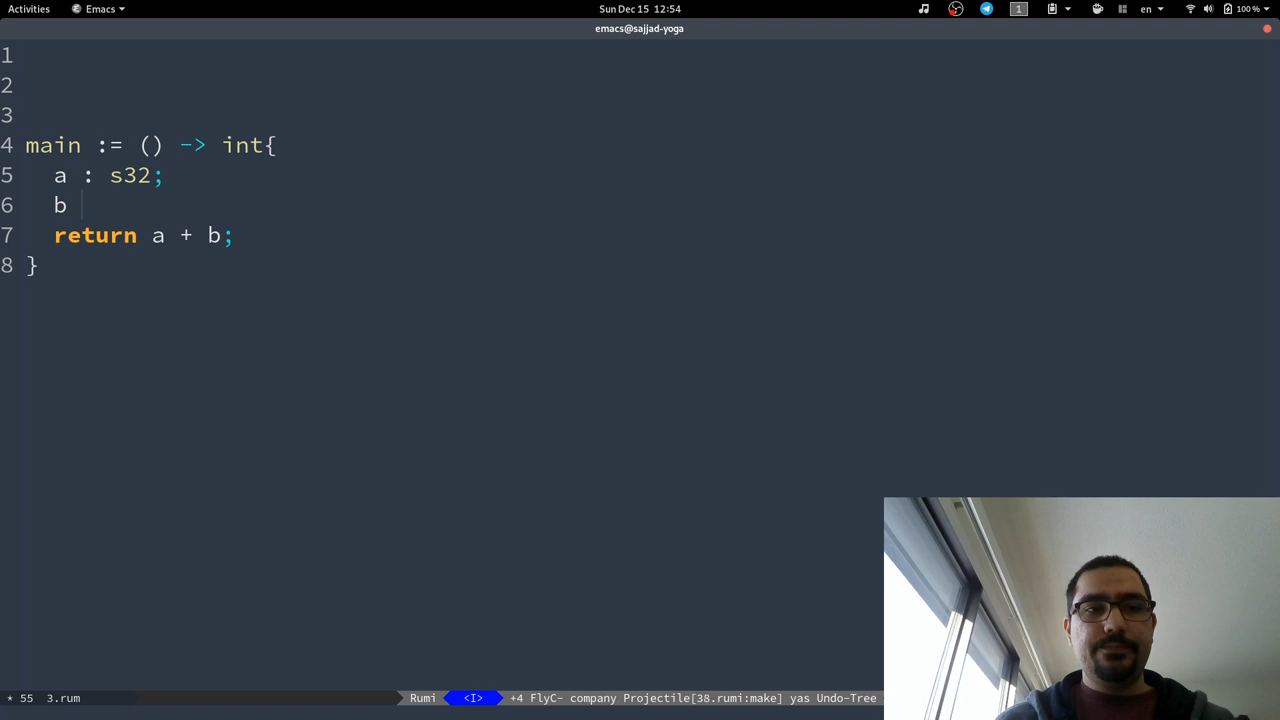 Activities Emacs Sun Dec 15 12:54 1 en 100 %
emacs@sajjad-yoga
1
2
3
4 main := () -> int{
5 a : s32;
6 b
7 return a + b;
8 }
* 55 3.rum Rumi <I> +4 FlyC- company Projectile[38.rumi:make] yas Undo-Tree